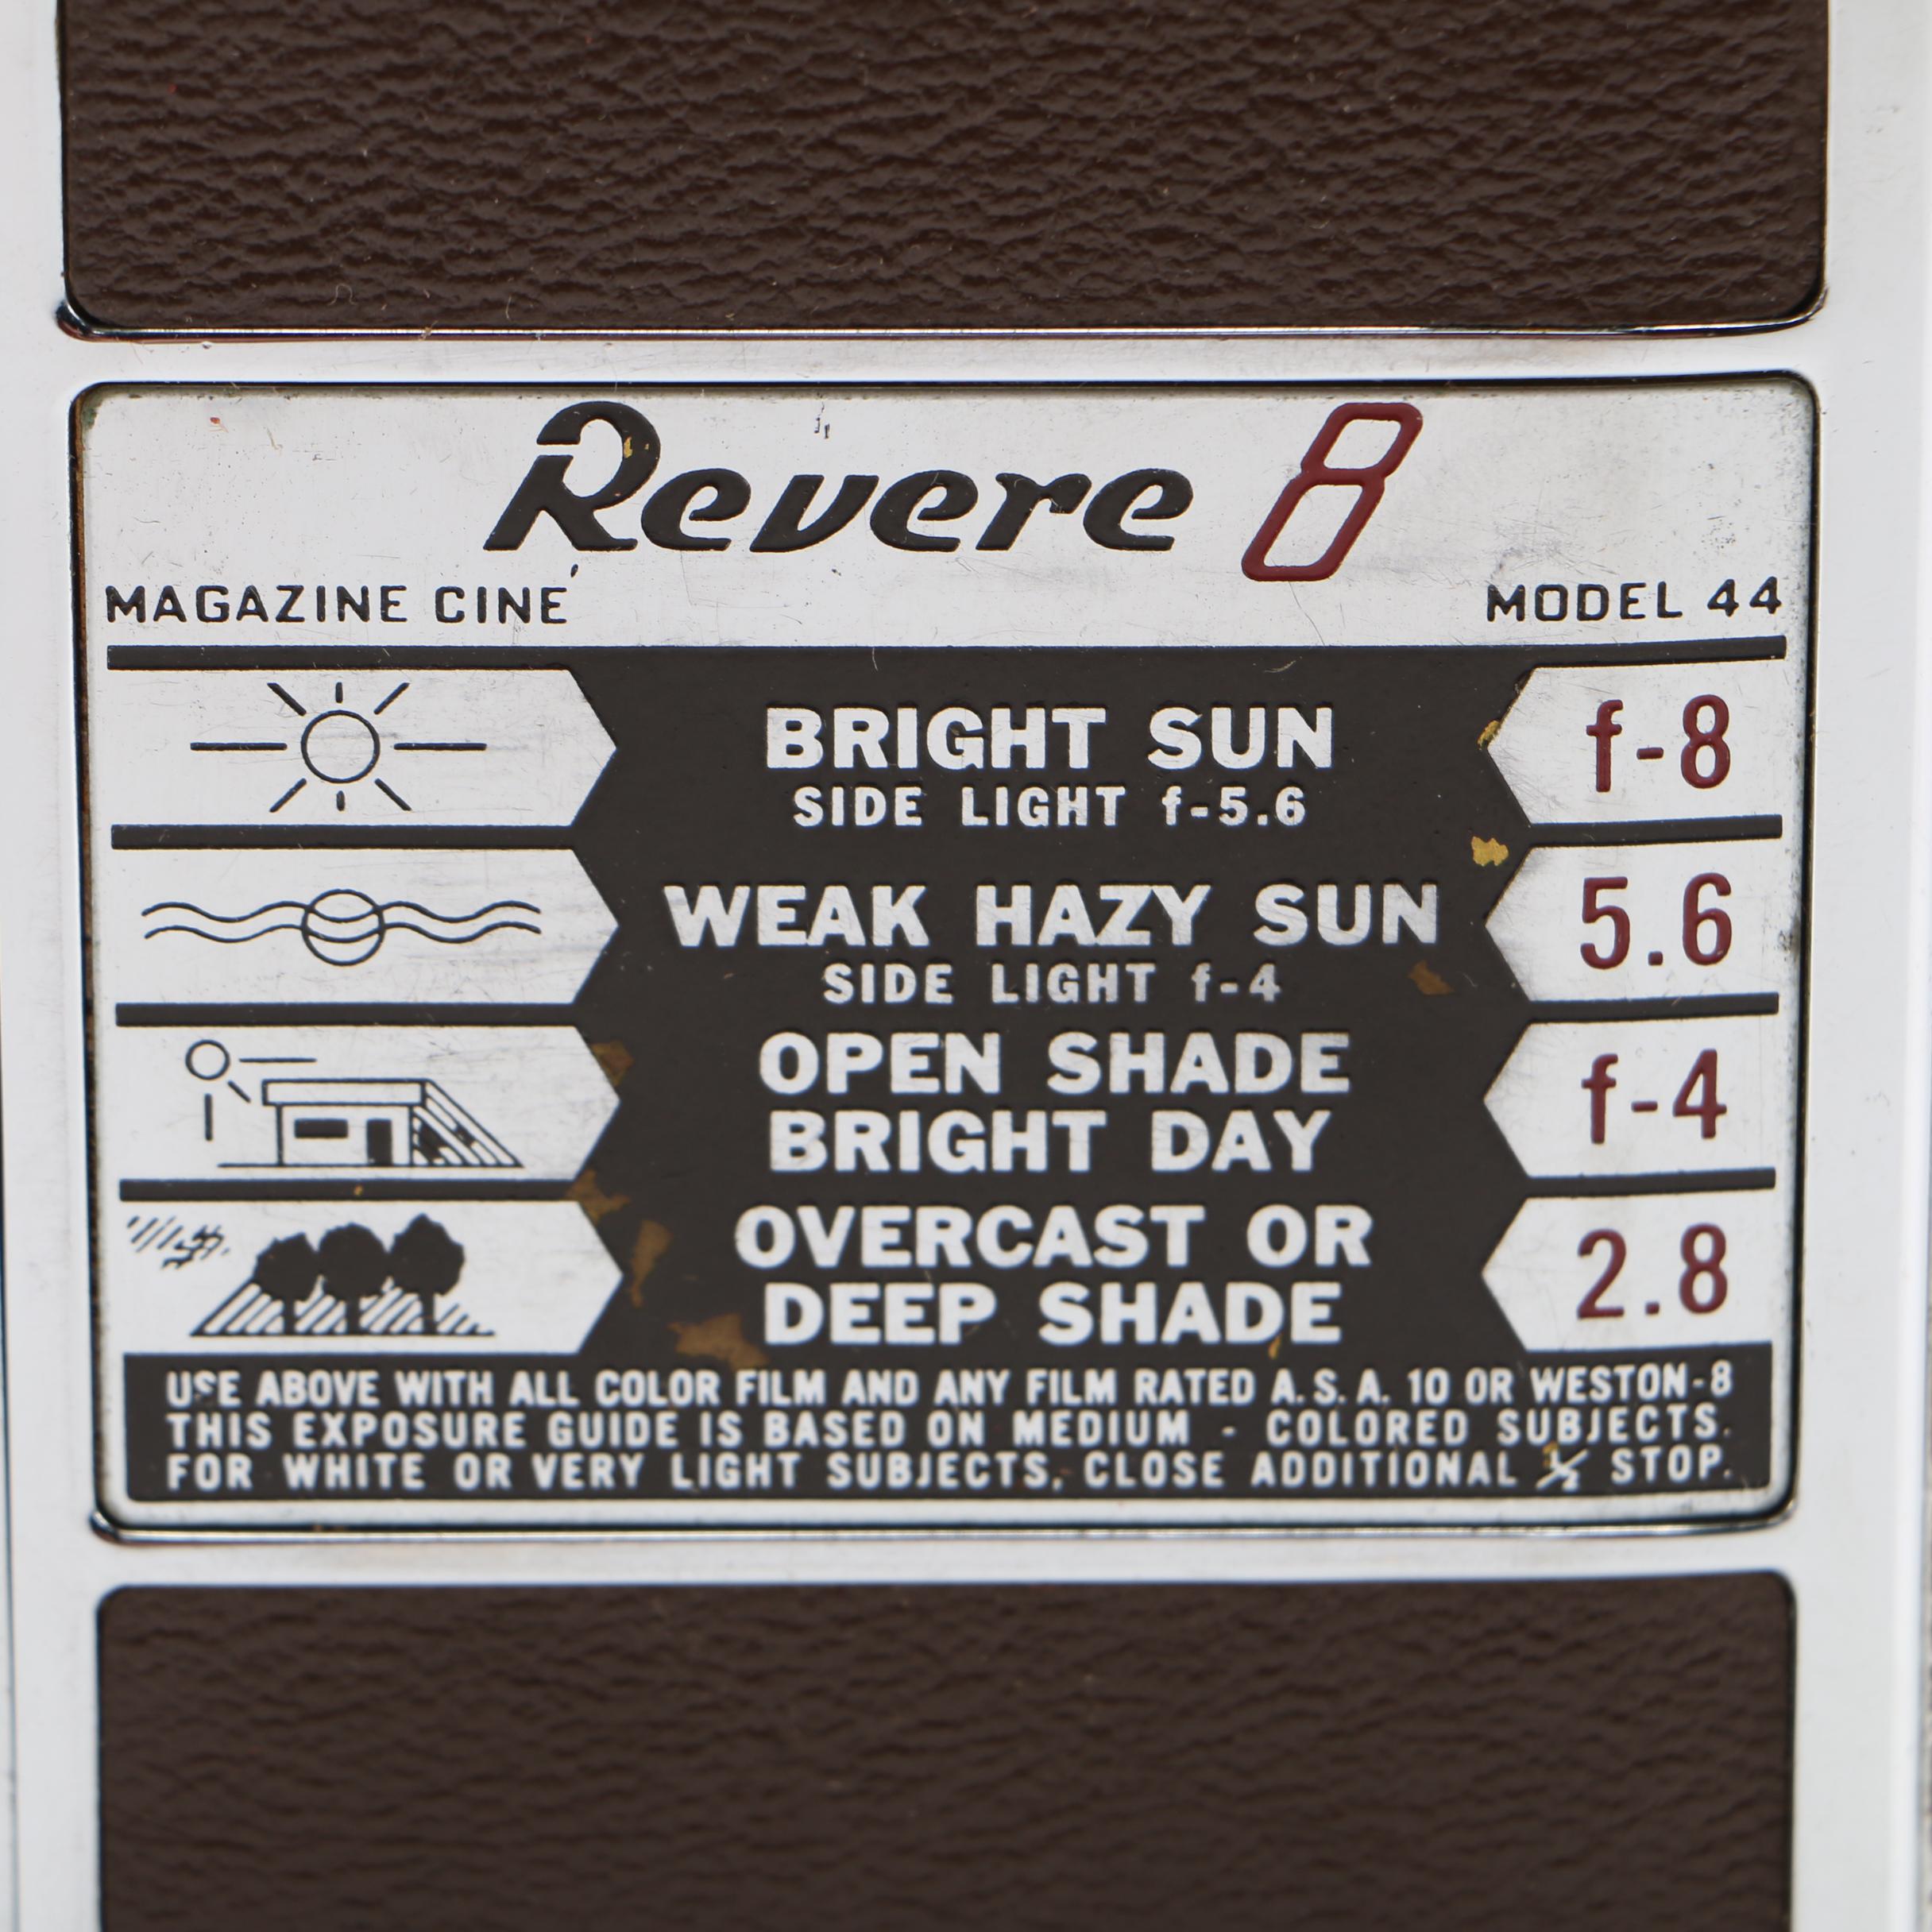 Revere 8
MAGAZINE CINÉ MODEL 44
BRIGHT SUN f-8
SIDE LIGHT f-5.6
WEAK HAZY SUN 5.6
SIDE LIGHT f-4
OPEN SHADE
BRIGHT DAY f-4
OVERCAST OR
DEEP SHADE 2.8
USE ABOVE WITH ALL COLOR FILM AND ANY FILM RATED A.S.A. 10 OR WESTON-8
THIS EXPOSURE GUIDE IS BASED ON MEDIUM - COLORED SUBJECTS.
FOR WHITE OR VERY LIGHT SUBJECTS, CLOSE ADDITIONAL ½ STOP.